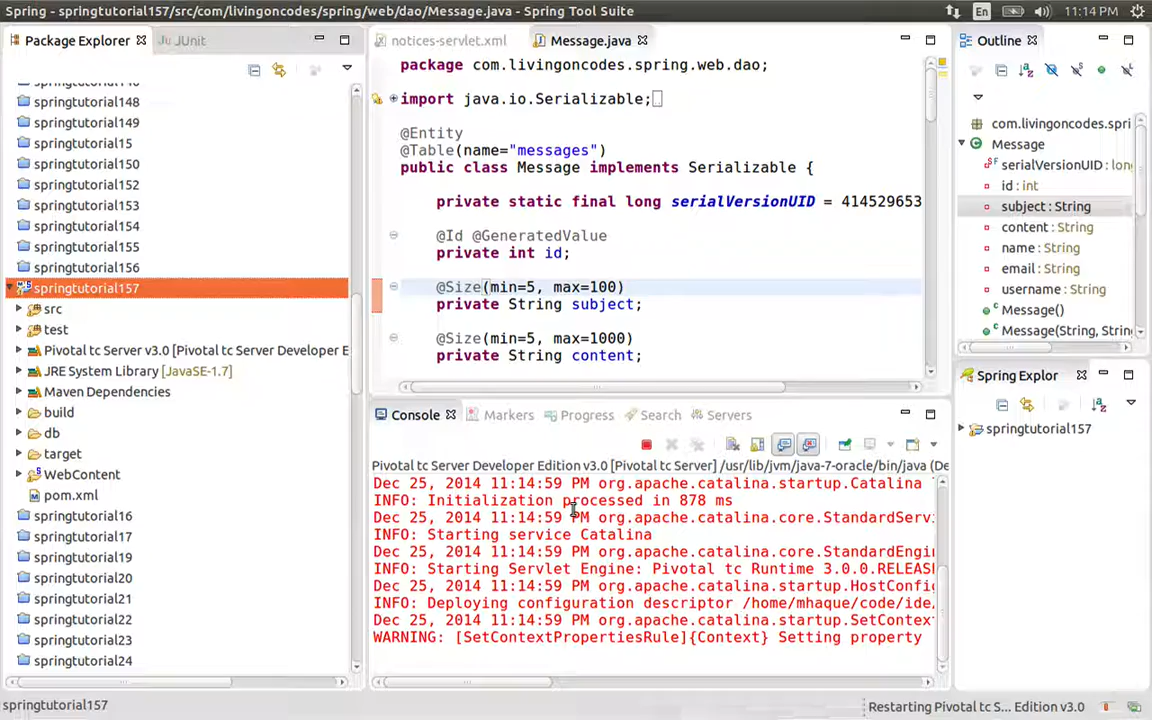 Spring - springtutorial157/src/com/livingoncodes/spring/web/dao/Message.java - Spring Tool Suite
En
11:14 PM
Package Explorer
JUnit
springtutorial148
springtutorial149
springtutorial15
springtutorial150
springtutorial152
springtutorial153
springtutorial154
springtutorial155
springtutorial156
springtutorial157
src
test
Pivotal tc Server v3.0 [Pivotal tc Server Developer E
JRE System Library [JavaSE-1.7]
Maven Dependencies
build
db
target
WebContent
pom.xml
springtutorial16
springtutorial17
springtutorial19
springtutorial20
springtutorial21
springtutorial22
springtutorial23
springtutorial24
notices-servlet.xml
Message.java
package com.livingoncodes.spring.web.dao;
import java.io.Serializable;
@Entity
@Table(name="messages")
public class Message implements Serializable {
private static final long serialVersionUID = 414529653
@Id @GeneratedValue
private int id;
@Size(min=5, max=100)
private String subject;
@Size(min=5, max=1000)
private String content;
Console
Markers
Progress
Search
Servers
Pivotal tc Server Developer Edition v3.0 [Pivotal tc Server] /usr/lib/jvm/java-7-oracle/bin/java (De
Dec 25, 2014 11:14:59 PM org.apache.catalina.startup.Catalina
INFO: Initialization processed in 878 ms
Dec 25, 2014 11:14:59 PM org.apache.catalina.core.StandardServi
INFO: Starting service Catalina
Dec 25, 2014 11:14:59 PM org.apache.catalina.core.StandardEngin
INFO: Starting Servlet Engine: Pivotal tc Runtime 3.0.0.RELEAS
Dec 25, 2014 11:14:59 PM org.apache.catalina.startup.HostConfig
INFO: Deploying configuration descriptor /home/mhaque/code/ide/
Dec 25, 2014 11:14:59 PM org.apache.catalina.startup.SetContext
WARNING: [SetContextPropertiesRule]{Context} Setting property
Outline
com.livingoncodes.spri
Message
serialVersionUID : long
id : int
subject : String
content : String
name : String
email : String
username : String
Message()
Message(String, String
Spring Explor
springtutorial157
springtutorial157
Restarting Pivotal tc S... Edition v3.0